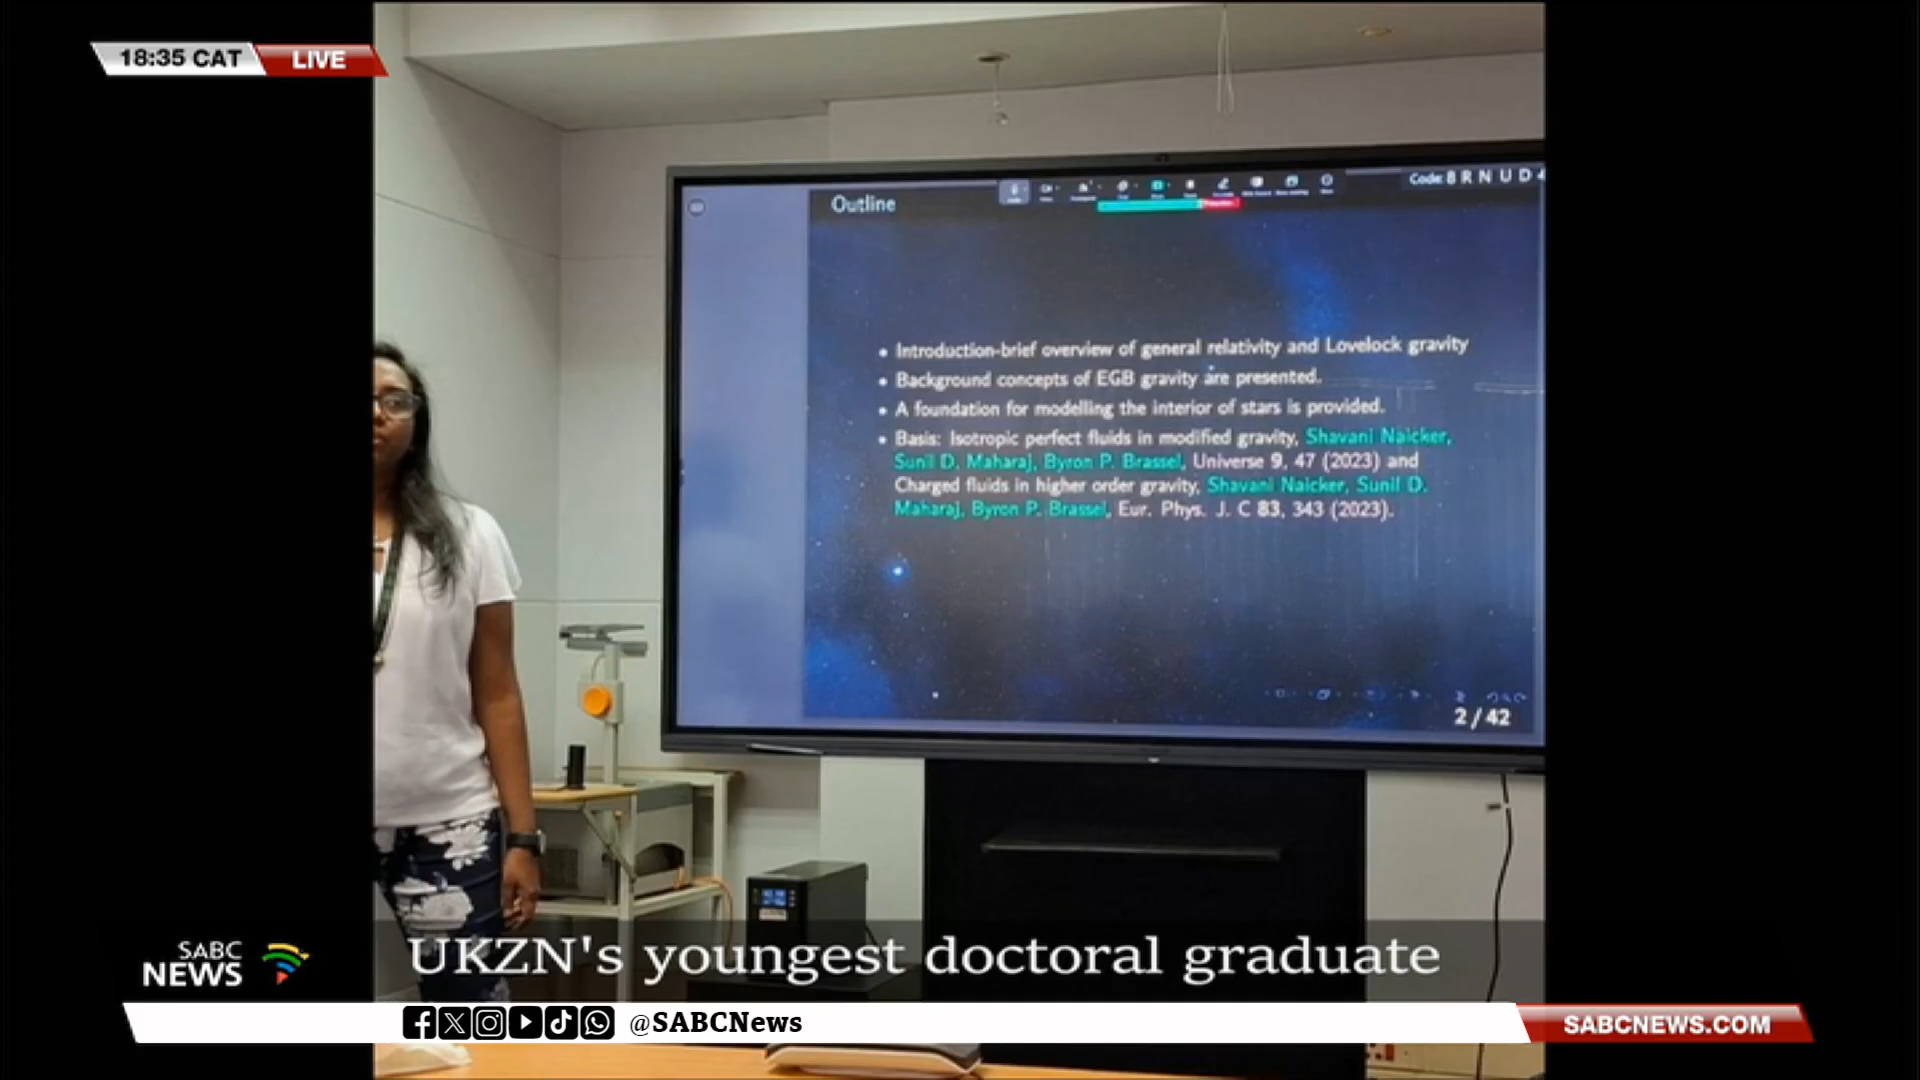 18:35 CAT
LIVE
Code: 8 R N U D 4
Outline
• Introduction-brief overview of general relativity and Lovelock gravity
• Background concepts of EGB gravity are presented.
• A foundation for modelling the interior of stars is provided.
• Basis: Isotropic perfect fluids in modified gravity, Shavani Naicker,
Sunil D. Maharaj, Byron P. Brassel, Universe 9, 47 (2023) and
Charged fluids in higher order gravity, Shavani Naicker, Sunil D.
Maharaj, Byron P. Brassel, Eur. Phys. J. C 83, 343 (2023).
2 / 42
SABC
NEWS
UKZN's youngest doctoral graduate
@SABCNews
SABCNEWS.COM